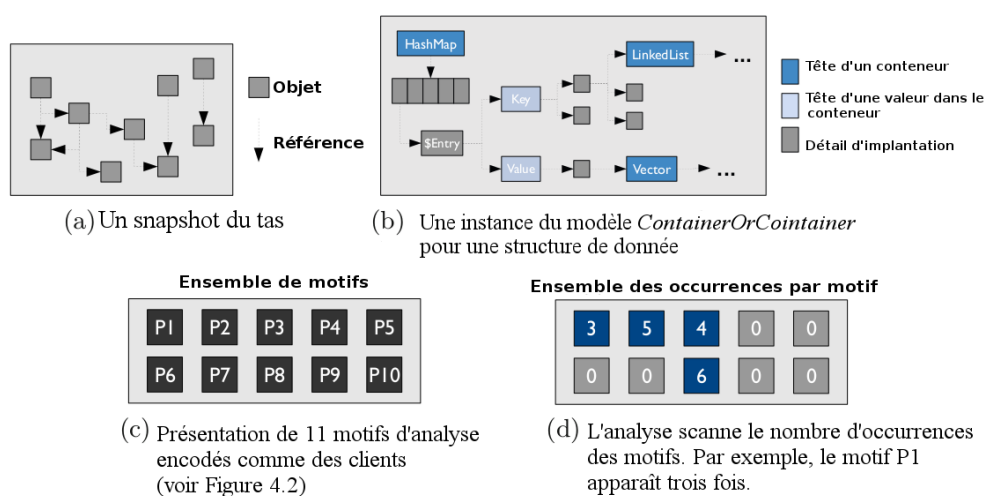 HashMap
LinkedList
...
Key
$Entry
Value
Vector
...
Objet
Référence
Tête d'un conteneur
Tête d'une valeur dans le
conteneur
Détail d'implantation
(a) Un snapshot du tas
(b) Une instance du modèle ContainerOrCointainer
pour une structure de donnée
Ensemble de motifs
P1 P2 P3 P4 P5
P6 P7 P8 P9 P10
(c) Présentation de 11 motifs d'analyse
encodés comme des clients
(voir Figure 4.2)
Ensemble des occurrences par motif
3 5 4 0 0
0 0 6 0 0
(d) L'analyse scanne le nombre d'occurrences
des motifs. Par exemple, le motif P1
apparaît trois fois.